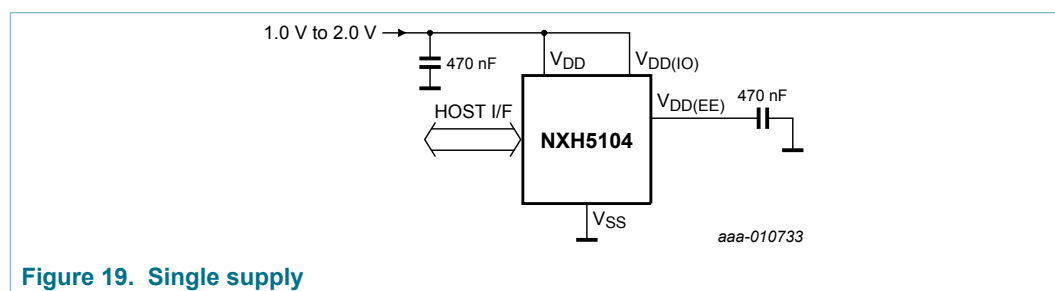 1.0 V to 2.0 V
470 nF
VDD
VDD(IO)
VDD(EE)
470 nF
HOST I/F
NXH5104
VSS
aaa-010733
Figure 19. Single supply